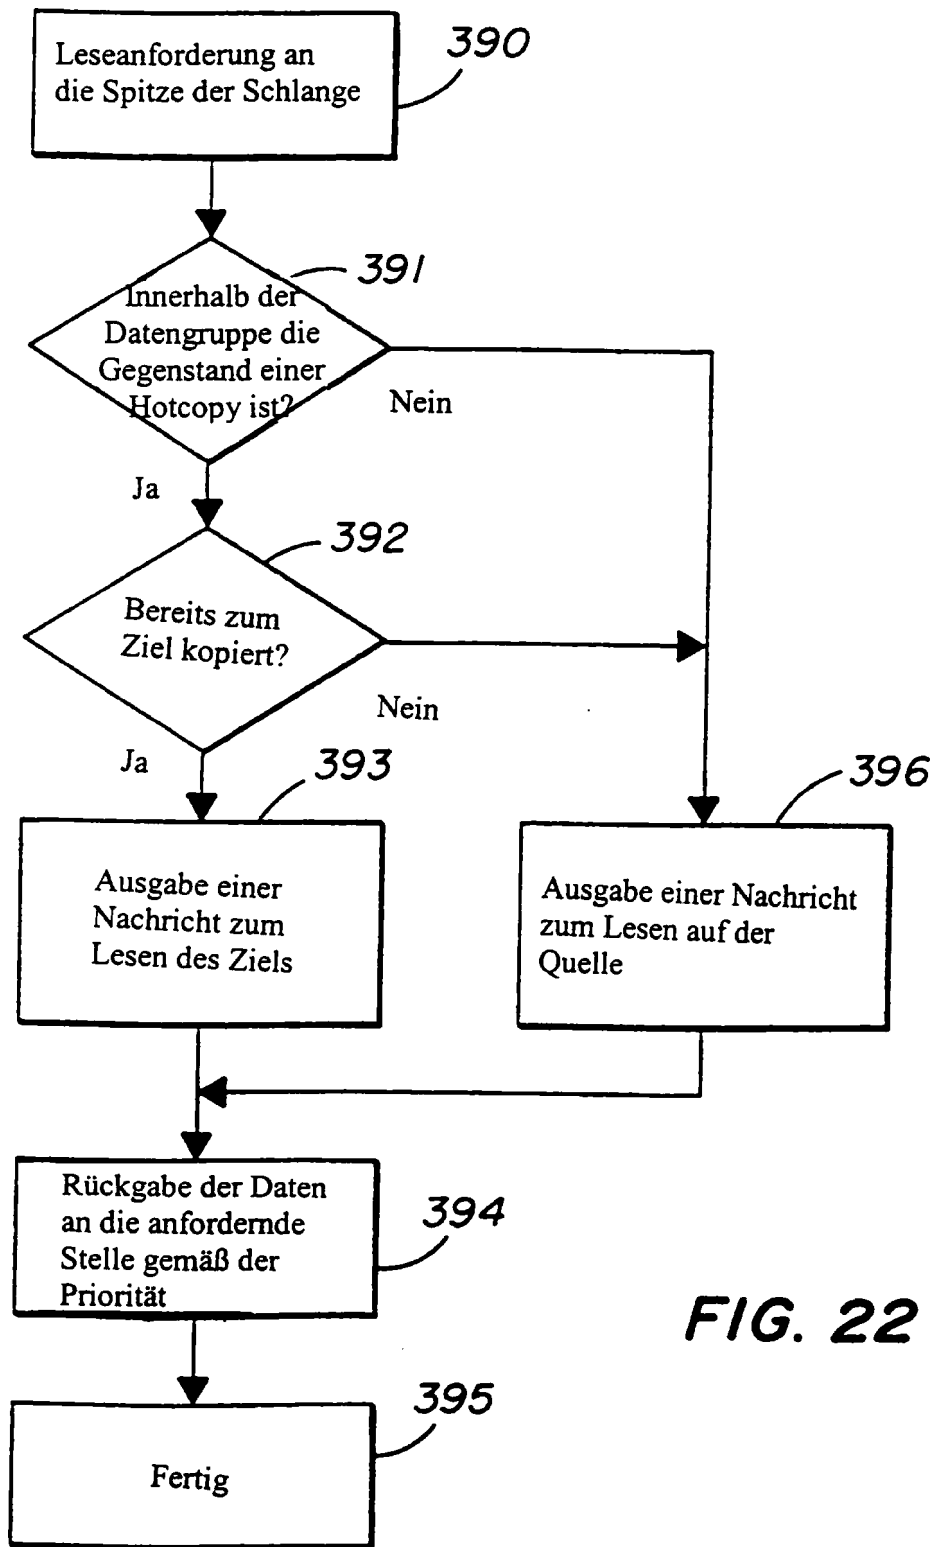 Leseanforderung an
die Spitze der Schlange
390
391
Innerhalb der
Datengruppe die
Gegenstand einer
Hotcopy ist?
Nein
Ja
392
Bereits zum
Ziel kopiert?
Nein
Ja
393
396
Ausgabe einer
Nachricht zum
Lesen des Ziels
Ausgabe einer Nachricht
zum Lesen auf der
Quelle
Rückgabe der Daten
an die anfordernde
Stelle gemäß der
Priorität
394
FIG. 22
395
Fertig